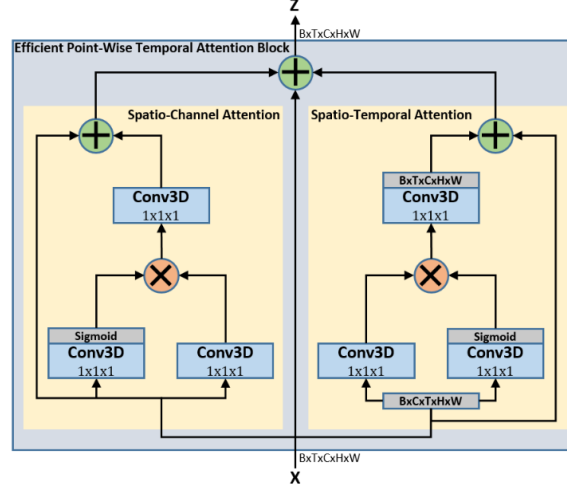 Z
BxTxCxHxW
Efficient Point-Wise Temporal Attention Block
Spatio-Channel Attention
Spatio-Temporal Attention
BxTxCxHxW
Conv3D
1x1x1
Conv3D
1x1x1
Sigmoid
Conv3D
1x1x1
Conv3D
1x1x1
Conv3D
1x1x1
Sigmoid
Conv3D
1x1x1
BxCxTxHxW
BxTxCxHxW
X